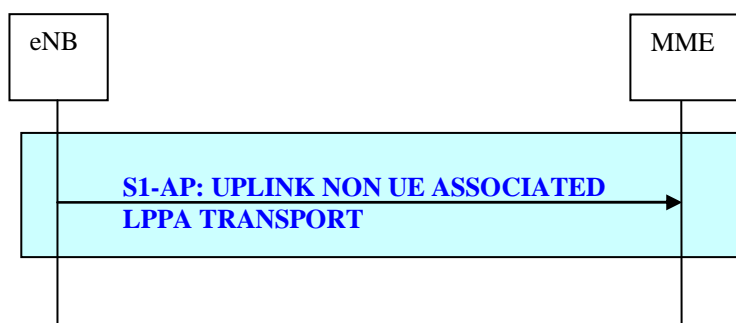 eNB
MME
S1-AP: UPLINK NON UE ASSOCIATED
LPPA TRANSPORT